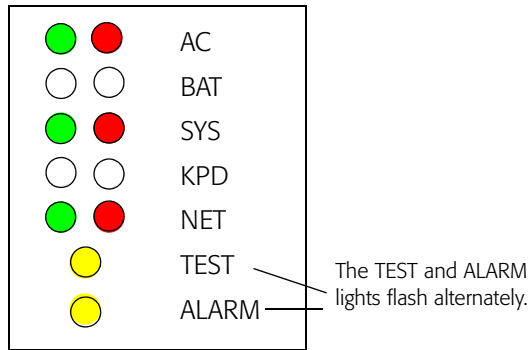 AC
BAT
SYS
KPD
NET
TEST
ALARM
The TEST and ALARM
lights flash alternately.